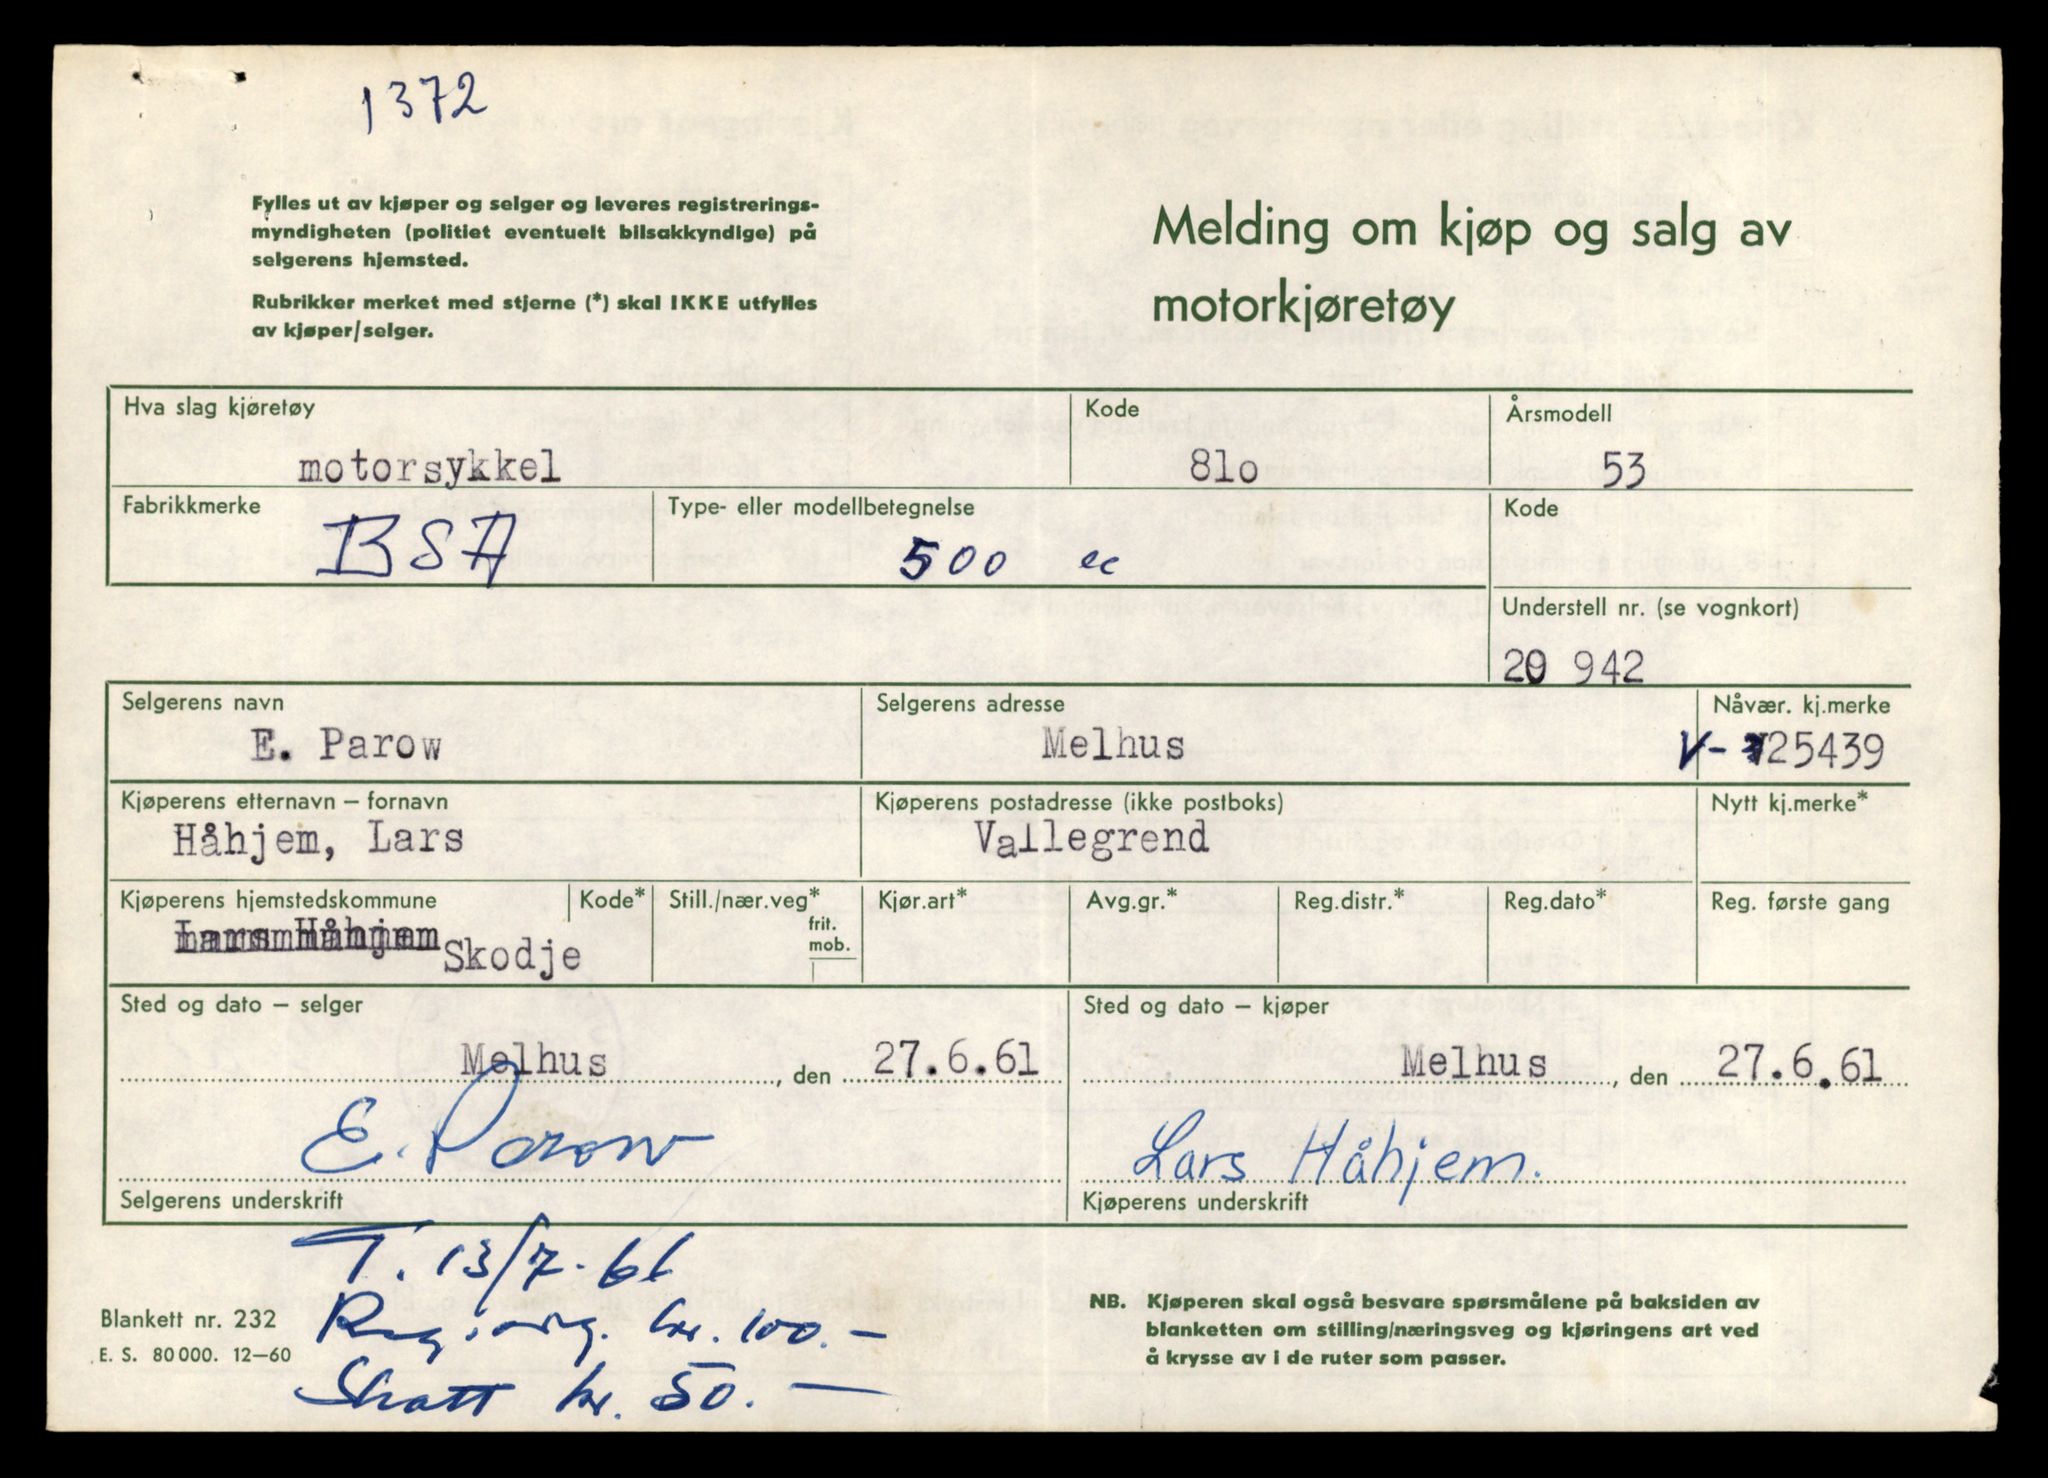 1372
Fylles ut av kjøper og selger og leveres registrerings-
myndigheten (politiet eventuelt bilsakkyndige) på
selgerens hjemsted.
Rubrikker merket med stjerne (*) skal IKKE utfylles
av kjøper/selger.
Melding om kjøp og salg av
motorkjøretøy
Hva slag kjøretøy
motorsykkel
Kode
81o
Årsmodell
53
Fabrikkmerke
BSA
Type- eller modellbetegnelse
500 cc
Kode
Understell nr. (se vognkort)
20 942
Selgerens navn
E. Parow
Selgerens adresse
Melhus
Nåvær. kj.merke
V-25439
Kjøperens etternavn – fornavn
Håhjem, Lars
Kjøperens postadresse (ikke postboks)
Vallegrend
Nytt kj.merke*
Kjøperens hjemstedskommune
Lars Håhjem Skodje
Kode*
Still./nær.veg*
frit.
mob.
Kjør.art*
Avg.gr.*
Reg.distr.*
Reg.dato*
Reg. første gang
Sted og dato – selger
Melhus, den 27.6.61
E. Parow
Selgerens underskrift
Sted og dato – kjøper
Melhus, den 27.6.61
Lars Håhjem.
Kjøperens underskrift
T. 13/7-61
kr. 100.-
Skatt kr. 50.-
Blankett nr. 232
E. S. 80 000. 12–60
NB. Kjøperen skal også besvare spørsmålene på baksiden av
blanketten om stilling/næringsveg og kjøringens art ved
å krysse av i de ruter som passer.